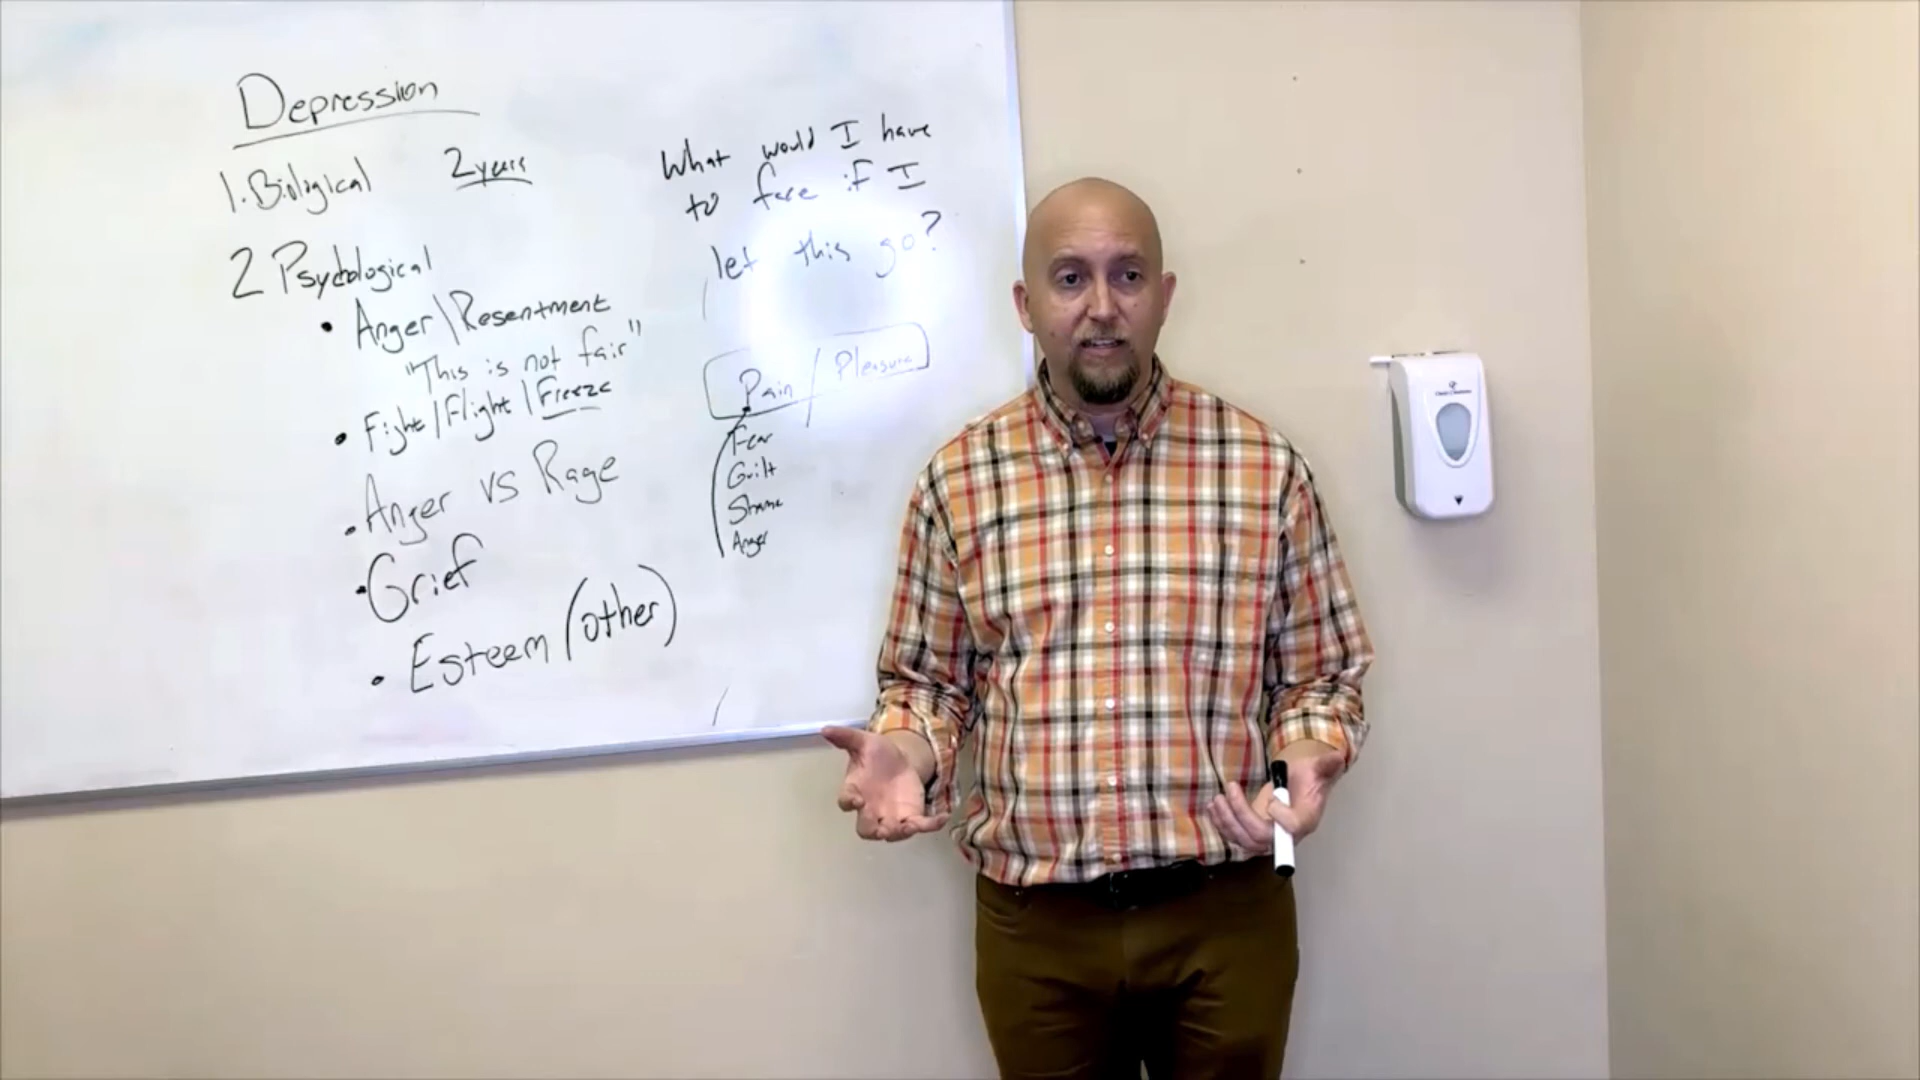 Depression
1. Biological 2 years
2 Psychological
• Anger\Resentment
"This is not fair"
• Fight/Flight/Freeze
• Anger vs Rage
• Grief
• Esteem (other)
What would I have
to face if I
let this go?
Pain / Pleasure
Fear
Guilt
Shame
Anger